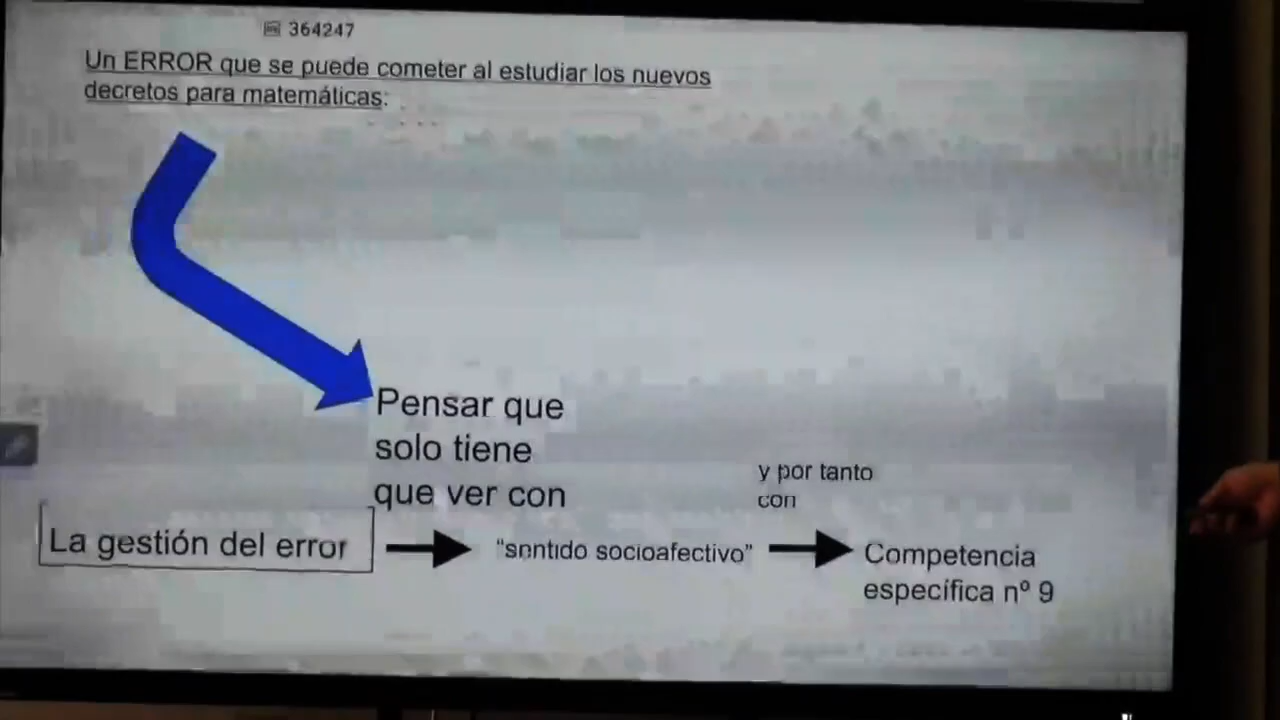 364247
Un ERROR que se puede cometer al estudiar los nuevos
decretos para matemáticas:
Pensar que
solo tiene
que ver con
y por tanto
con
La gestión del error
“sentido socioafectivo”
Competencia
específica nº 9